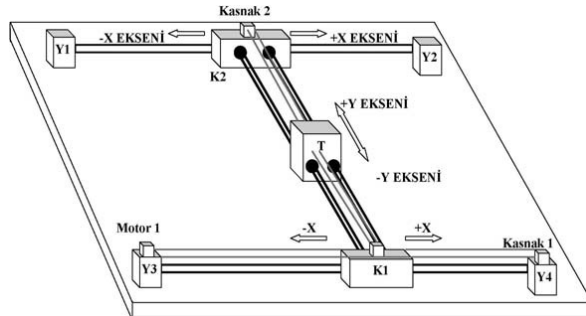 Kasnak 2
-X EKSENİ
+X EKSENİ
Y1
Y2
K2
+Y EKSENİ
T
-Y EKSENİ
Motor 1
-X
+X
Kasnak 1
Y3
K1
Y4